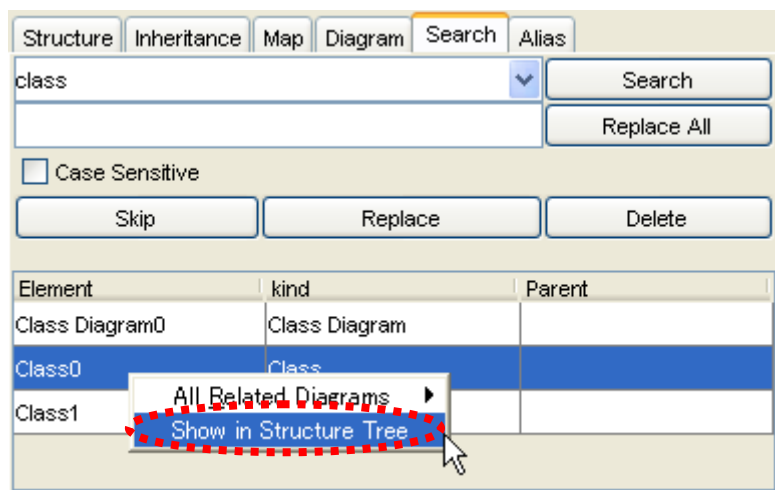 Structure Inheritance Map Diagram Search Alias
class Search
Replace All
Case Sensitive
Skip Replace Delete
Element kind Parent
Class Diagram0 Class Diagram
Class0 Class
All Related Diagrams
Class1
Show in Structure Tree